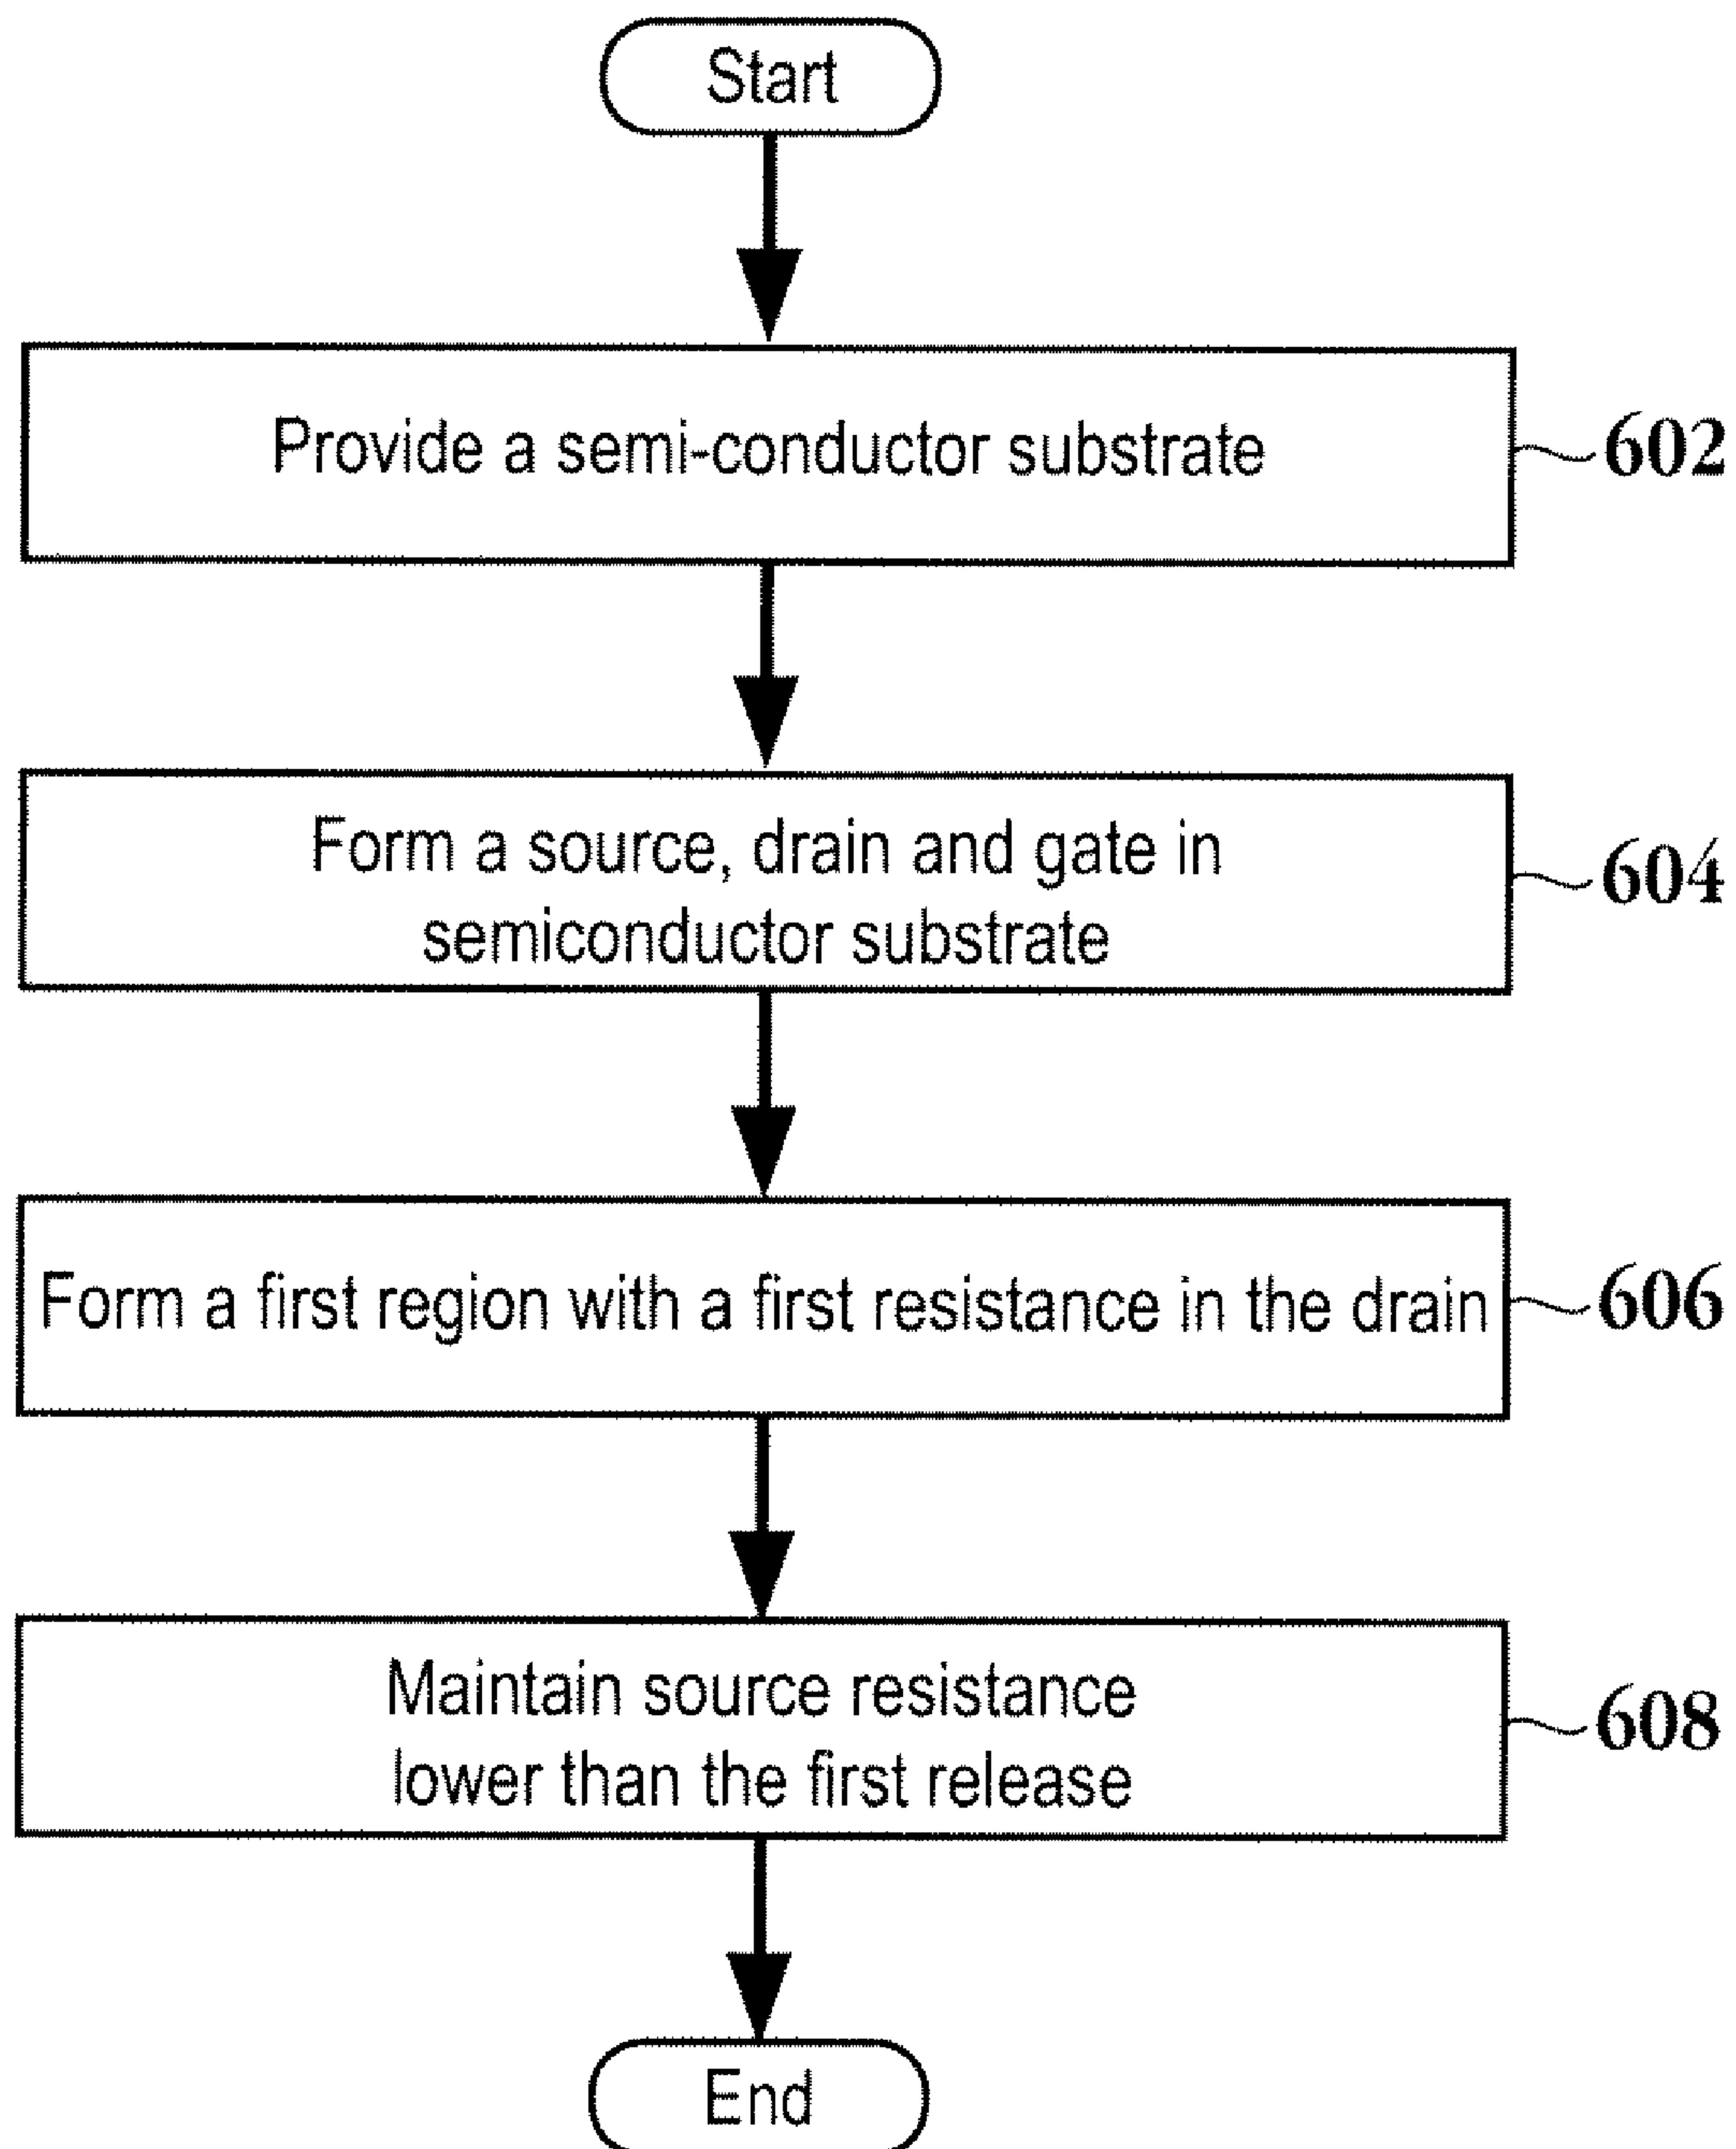 Start
Provide a semi-conductor substrate
602
Form a source, drain and gate in
semiconductor substrate
604
Form a first region with a first resistance in the drain
606
Maintain source resistance
lower than the first release
608
End